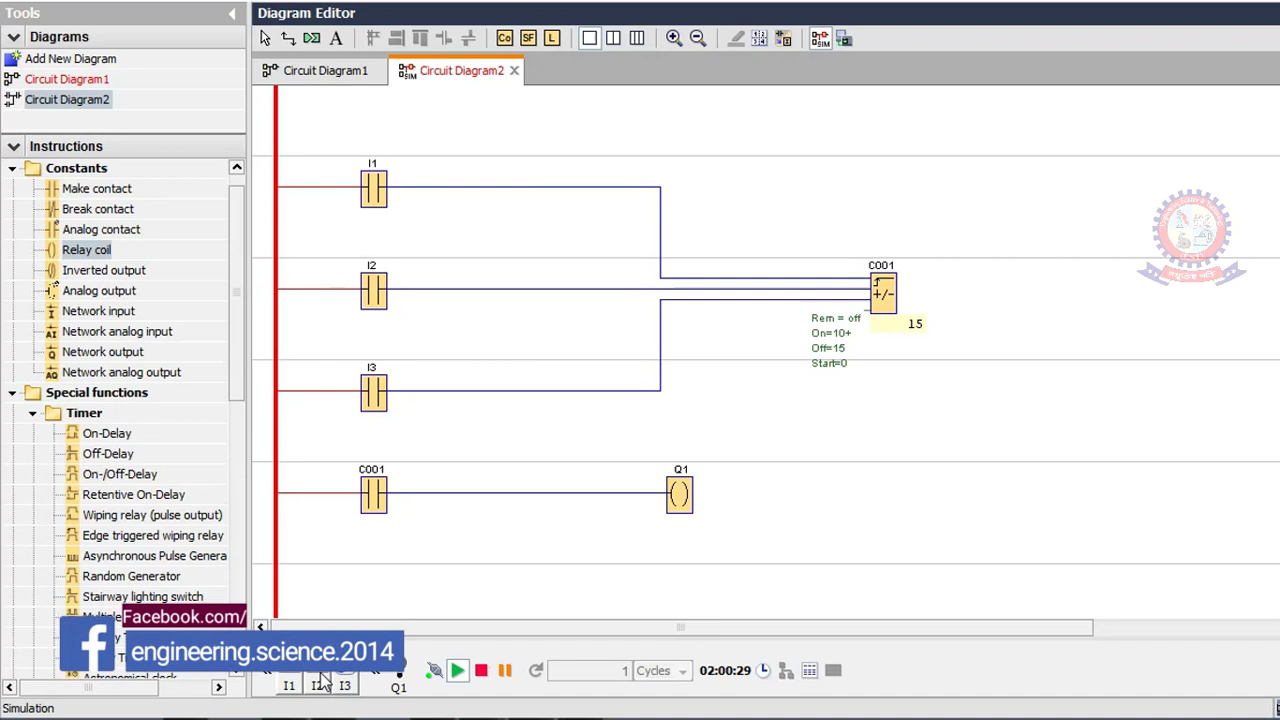 Tools
Diagram Editor
Diagrams
Add New Diagram
Circuit Diagram1
Circuit Diagram2
Instructions
Constants
Make contact
Break contact
Analog contact
Relay coil
Inverted output
Analog output
Network input
Network analog input
Network output
Network analog output
Special functions
Timer
On-Delay
Off-Delay
On-/Off-Delay
Retentive On-Delay
Wiping relay (pulse output)
Edge triggered wiping relay
Asynchronous Pulse Genera
Random Generator
Stairway lighting switch
Co SF L
SIM
Circuit Diagram1
Circuit Diagram2
I1
I2
C001
+/-
15
Rem = off
On=10+
Off=15
Start=0
I3
C001
Q1
Facebook.com/
engineering.science.2014
I1
I3
Q1
1
Cycles
02:00:29
Simulation